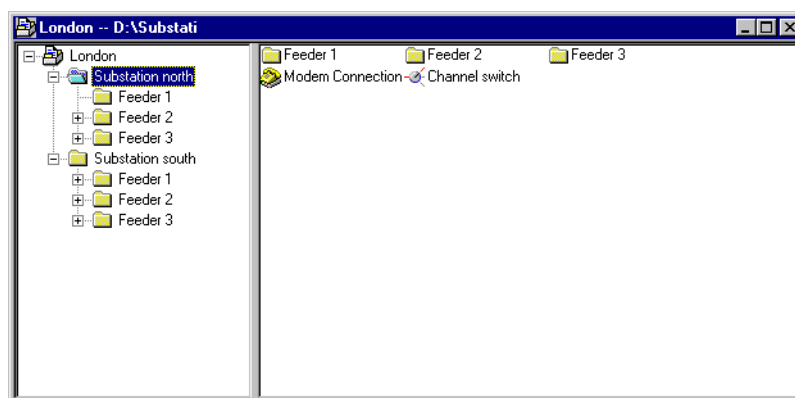 London -- D:\Substati
London
Substation north
Feeder 1
Feeder 2
Feeder 3
Substation south
Feeder 1
Feeder 2
Feeder 3
Feeder 1 Feeder 2 Feeder 3
Modem Connection Channel switch